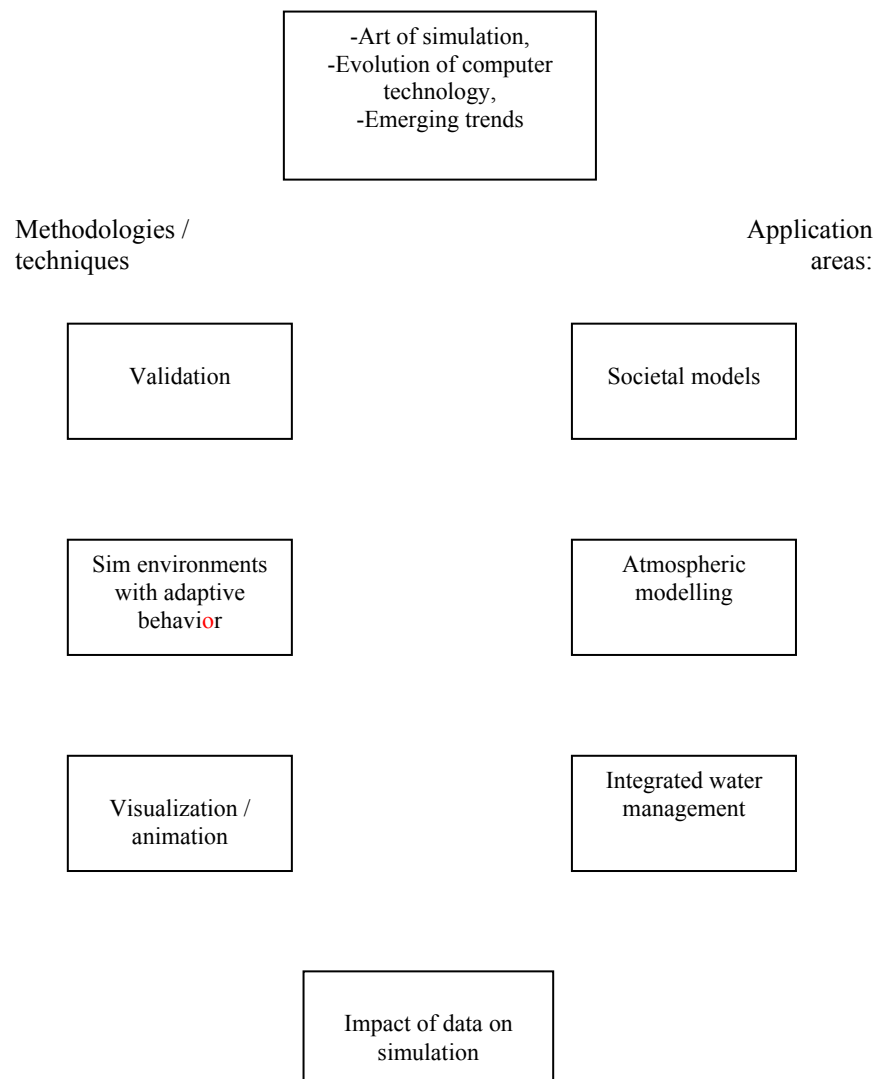 -Art of simulation,
-Evolution of computer
technology,
-Emerging trends
Methodologies /
techniques
Application
areas:
Validation
Societal models
Sim environments
with adaptive
behavior
Atmospheric
modelling
Visualization /
animation
Integrated water
management
Impact of data on
simulation